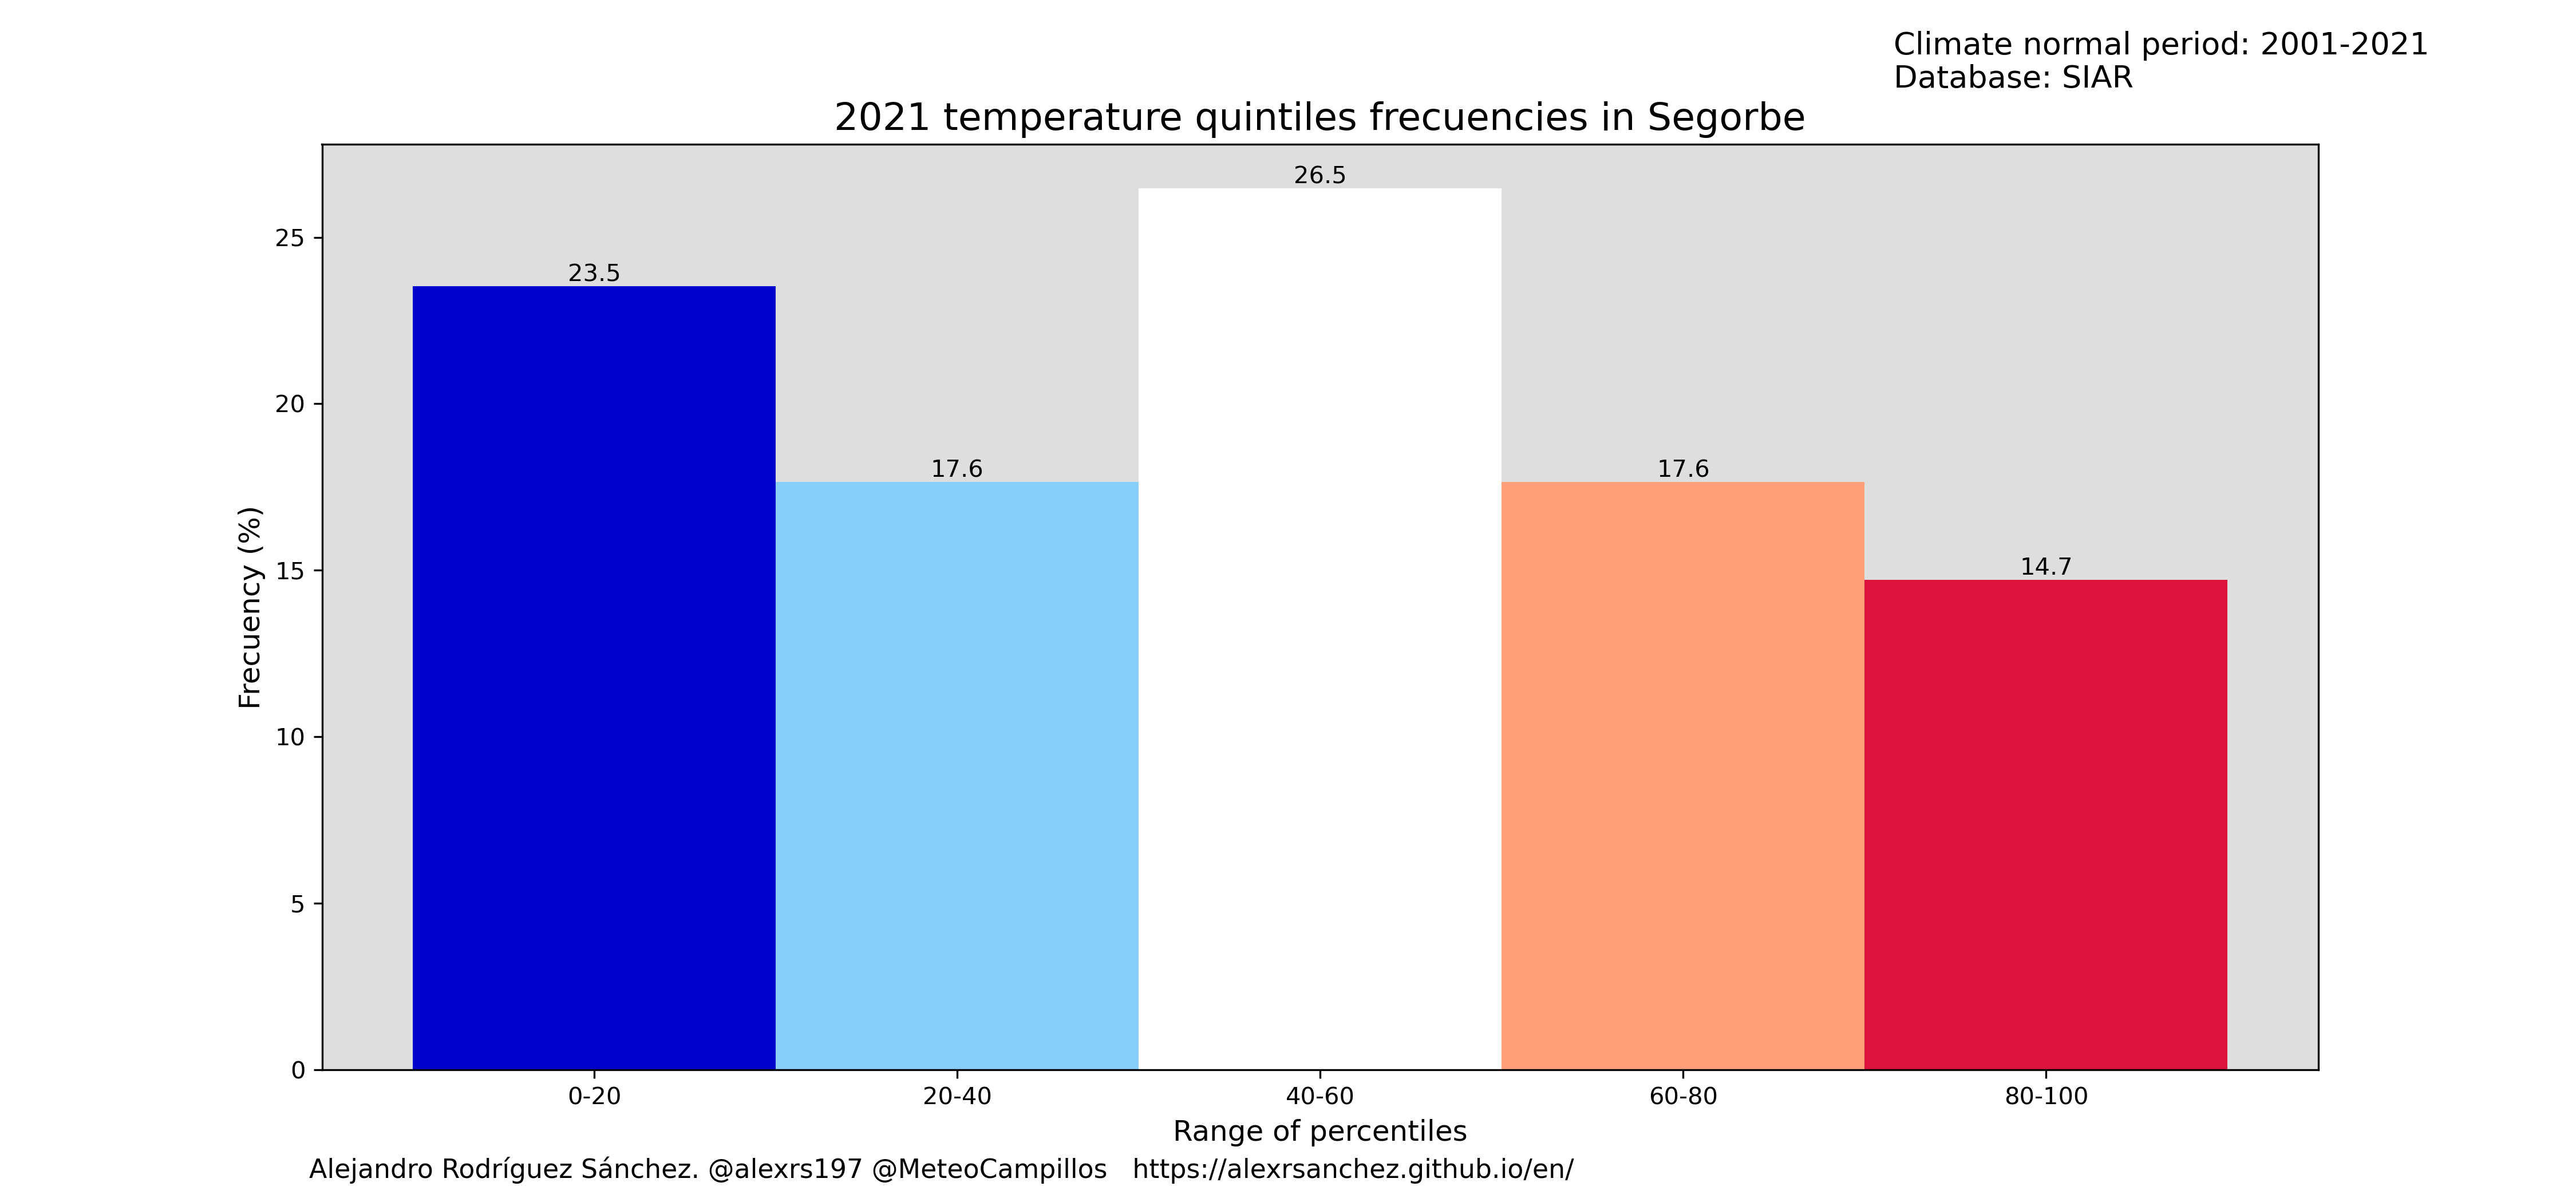 Climate normal period: 2001-2021
Database: SIAR
2021 temperature quintiles frecuencies in Segorbe
26.5
25
23.5
20
17.6
17.6
15
14.7
10
5
0
Frecuency (%)
0-20
20-40
40-60
60-80
80-100
Range of percentiles
Alejandro Rodríguez Sánchez. @alexrs197 @MeteoCampillos   https://alexrsanchez.github.io/en/